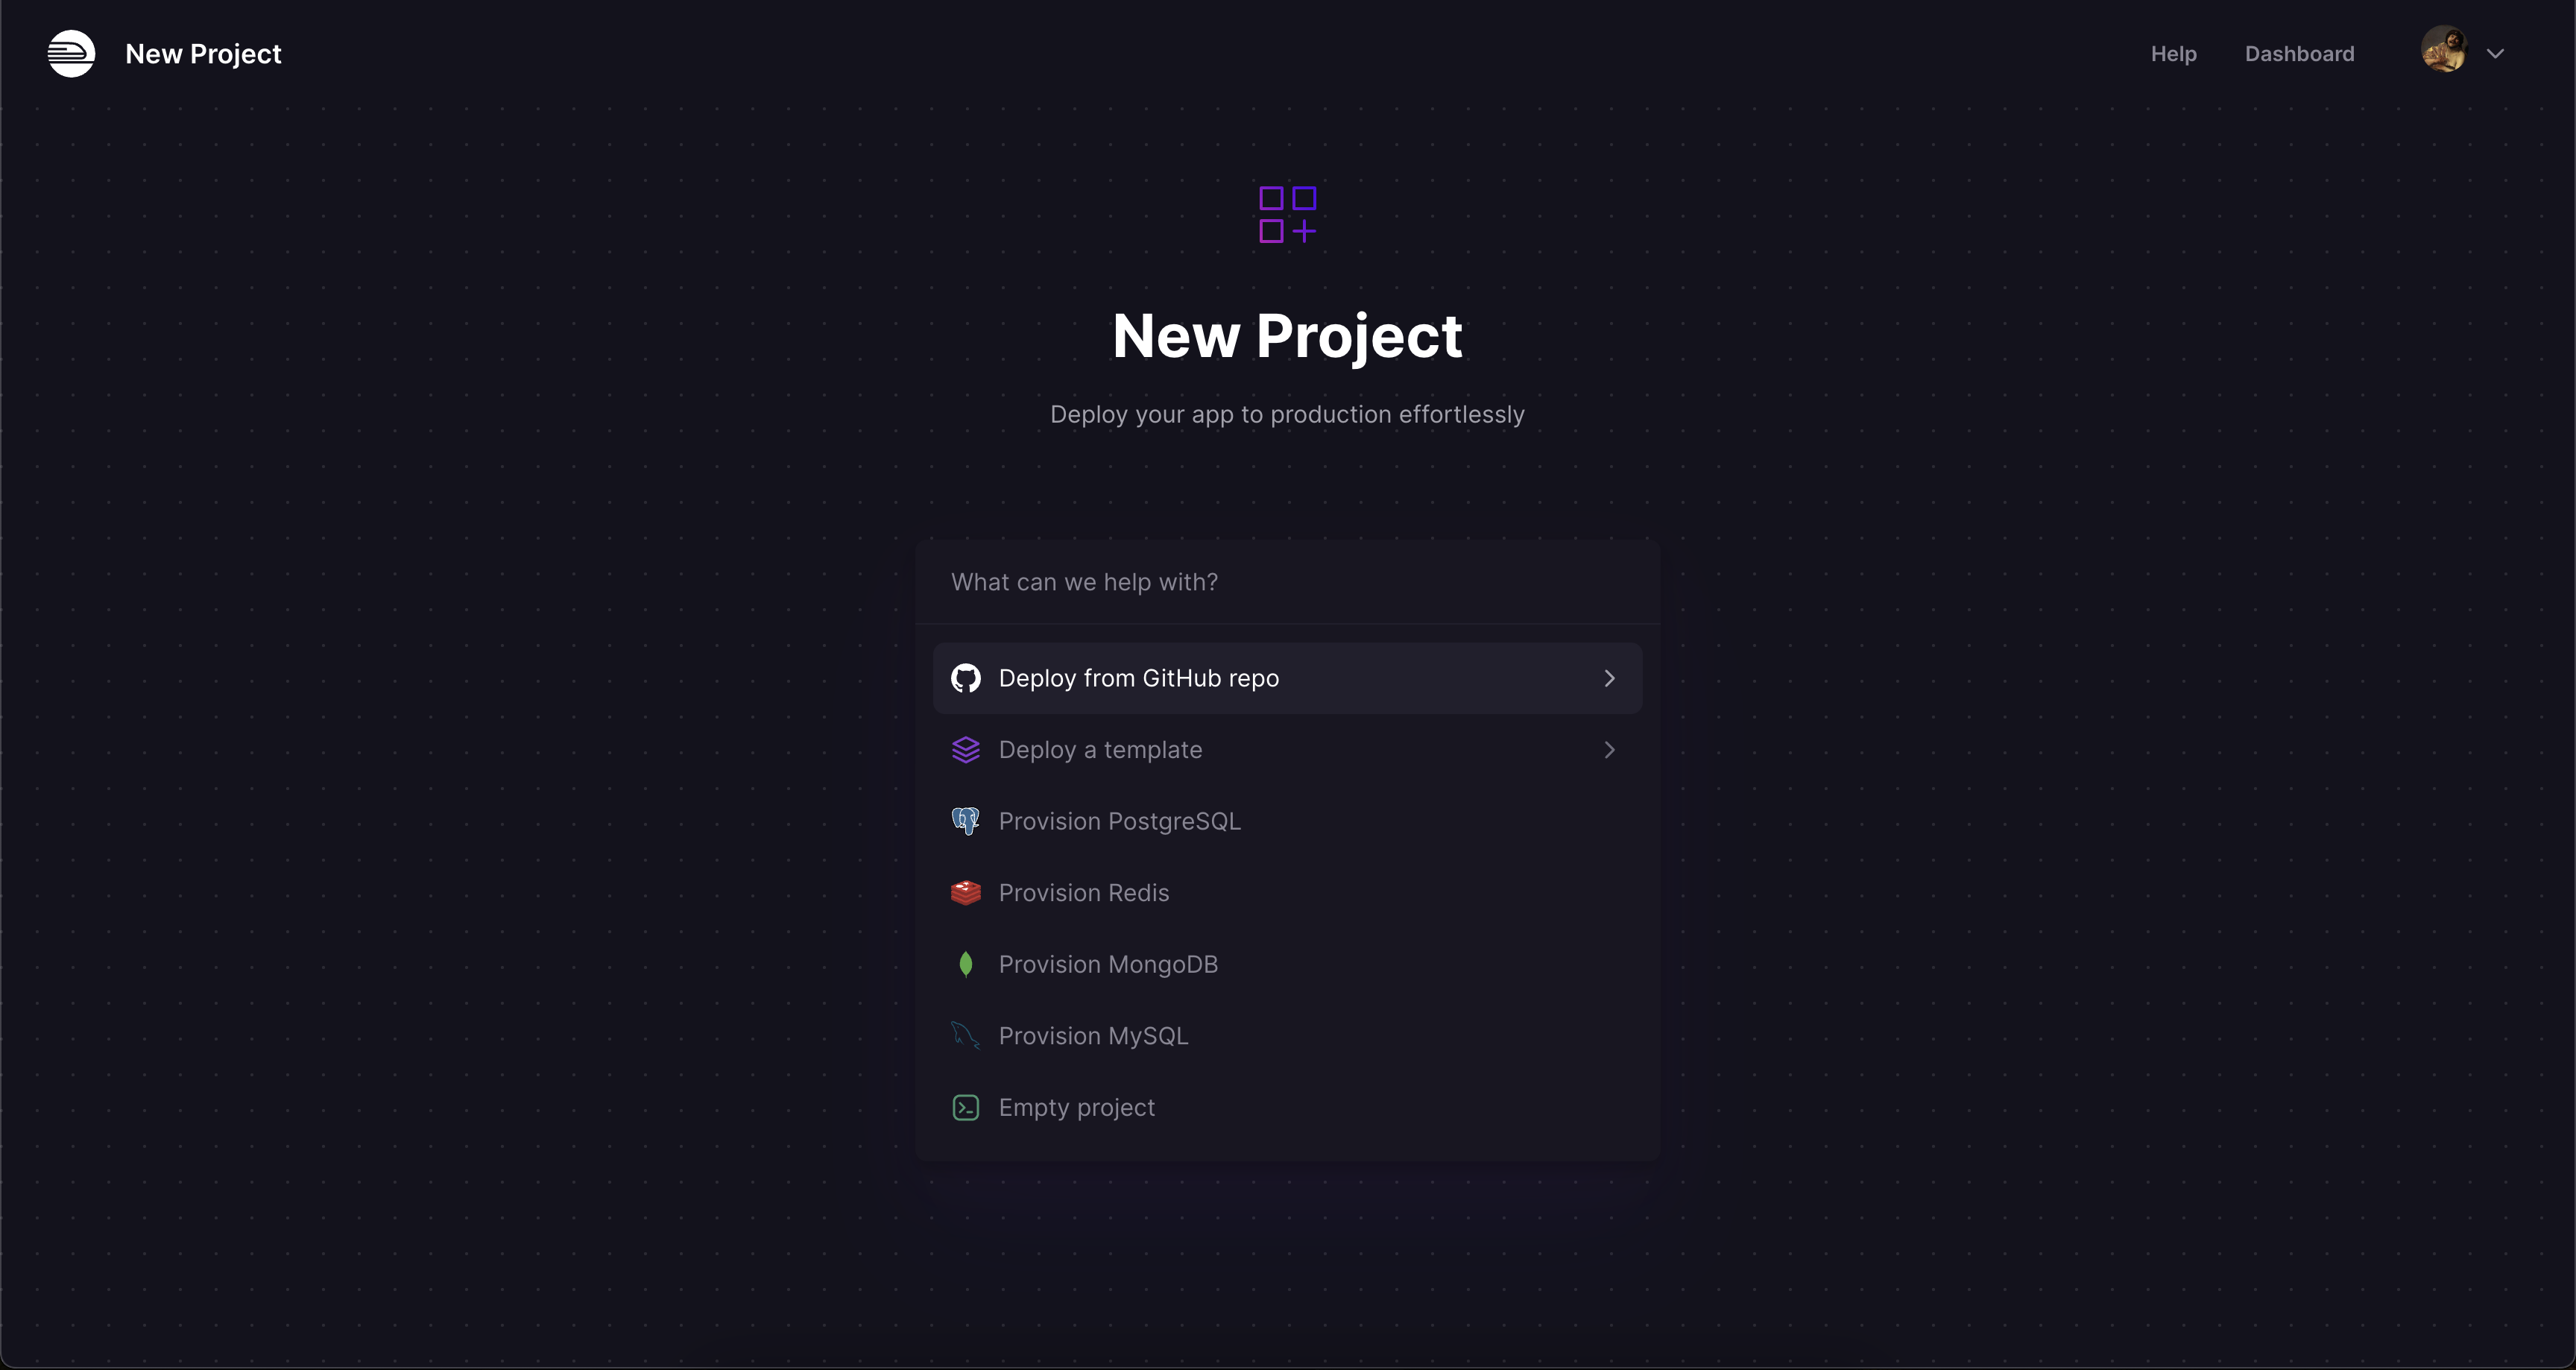 New Project
Help
Dashboard
New Project
Deploy your app to production effortlessly
What can we help with?
Deploy from GitHub repo
Deploy a template
Provision PostgreSQL
Provision Redis
Provision MongoDB
Provision MySQL
Empty project